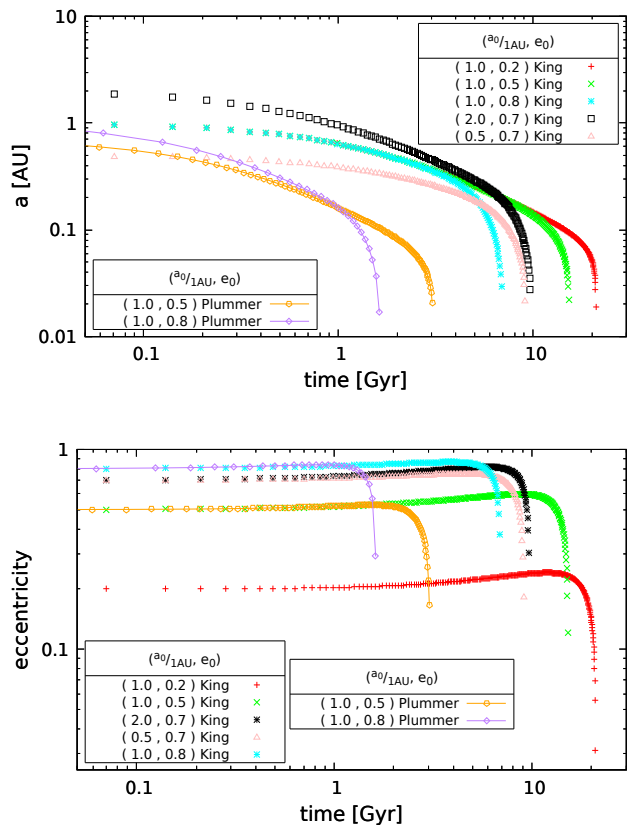 (a0/1AU, e0)
( 1.0 , 0.2 ) King
( 1.0 , 0.5 ) King
( 1.0 , 0.8 ) King
( 2.0 , 0.7 ) King
( 0.5 , 0.7 ) King
10
1
0.1
0.01
a [AU]
(a0/1AU, e0)
( 1.0 , 0.5 ) Plummer
( 1.0 , 0.8 ) Plummer
0.1 1 10
time [Gyr]
1
0.1
eccentricity
(a0/1AU, e0)
( 1.0 , 0.2 ) King
( 1.0 , 0.5 ) King
( 2.0 , 0.7 ) King
( 0.5 , 0.7 ) King
( 1.0 , 0.8 ) King
(a0/1AU, e0)
( 1.0 , 0.5 ) Plummer
( 1.0 , 0.8 ) Plummer
0.1 1 10
time [Gyr]